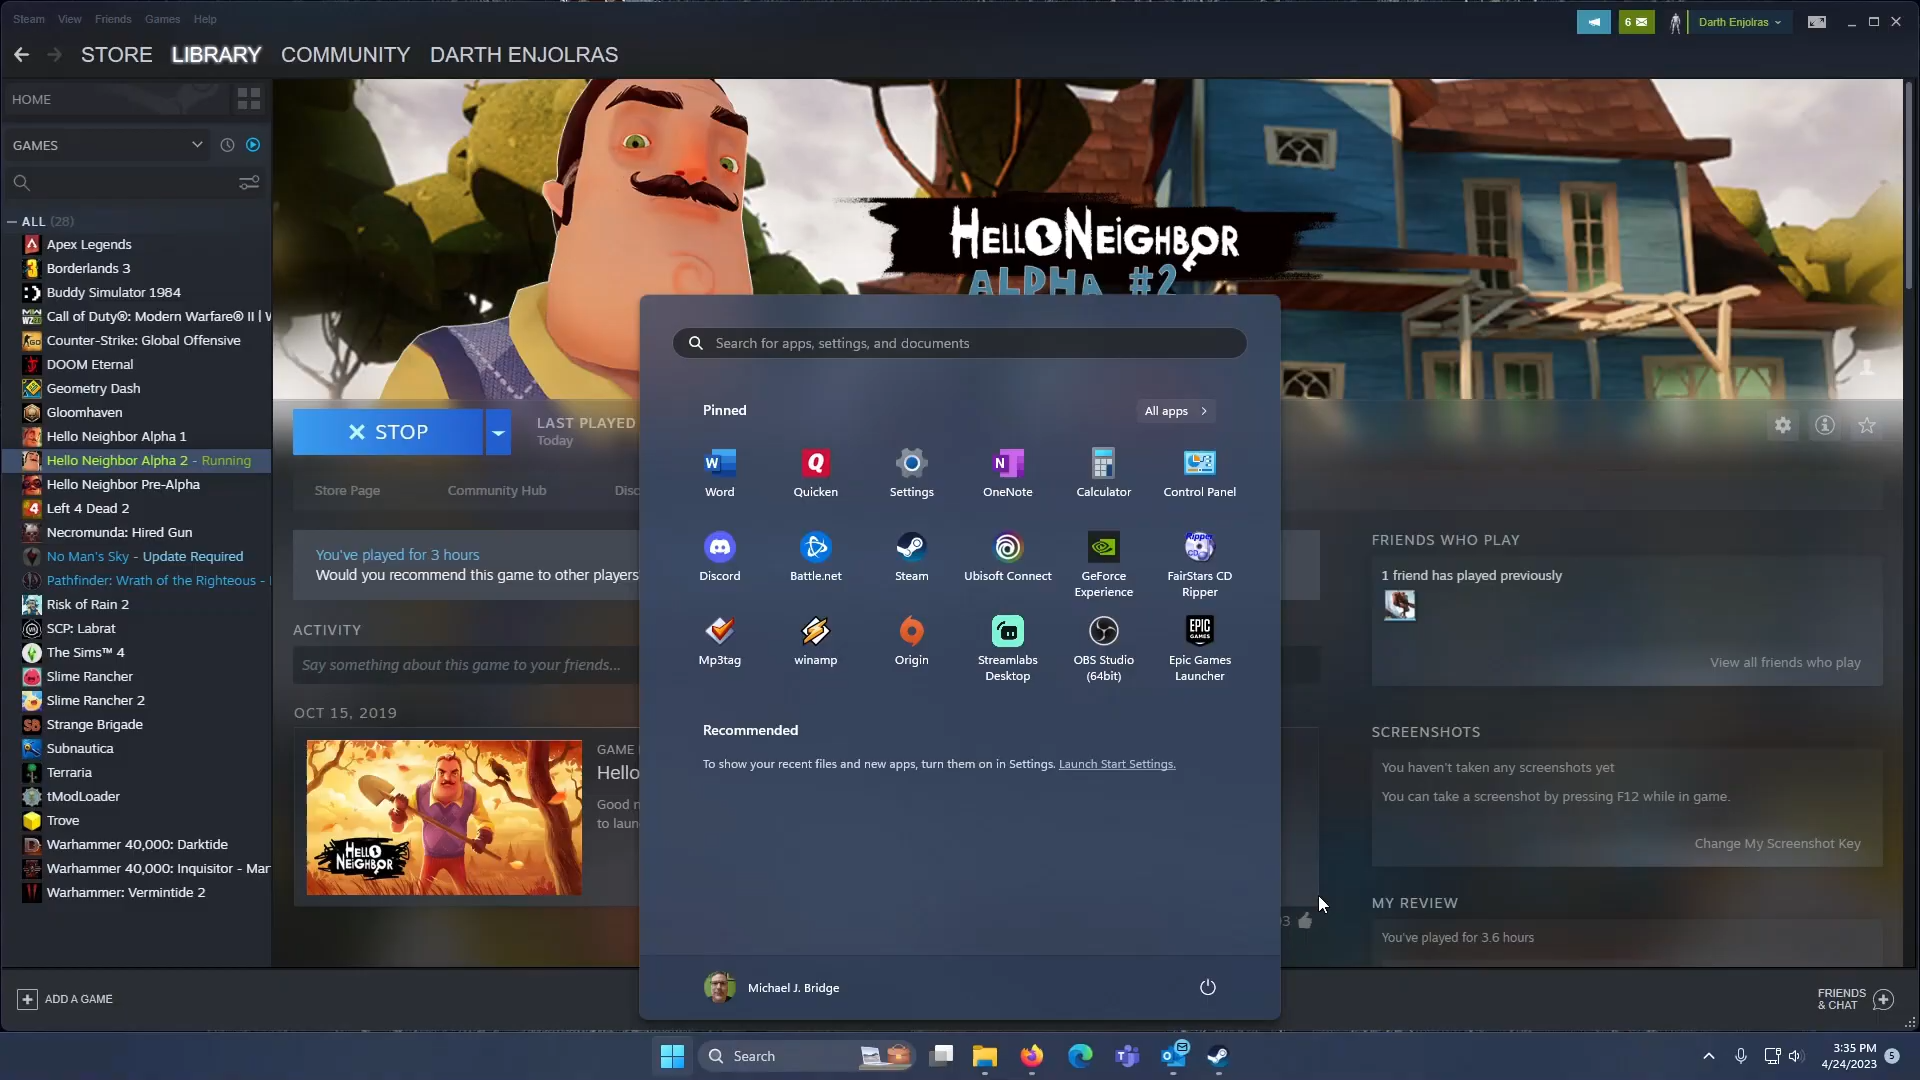 Steam View Friends Games Help
6
Darth Enjolras
STORE LIBRARY COMMUNITY DARTH ENJOLRAS
HOME
GAMES
ALL (28)
Apex Legends
Borderlands 3
Buddy Simulator 1984
Call of Duty®: Modern Warfare® II |
Counter-Strike: Global Offensive
DOOM Eternal
Geometry Dash
Gloomhaven
Hello Neighbor Alpha 1
Hello Neighbor Alpha 2 - Running
Hello Neighbor Pre-Alpha
Left 4 Dead 2
Necromunda: Hired Gun
No Man's Sky - Update Required
Pathfinder: Wrath of the Righteous -
Risk of Rain 2
SCP: Labrat
The Sims™ 4
Slime Rancher
Slime Rancher 2
Strange Brigade
Subnautica
Terraria
tModLoader
Trove
Warhammer 40,000: Darktide
Warhammer 40,000: Inquisitor - Mar
Warhammer: Vermintide 2
ADD A GAME
HELLO NEIGHBOR
ALPHA #2
STOP
LAST PLAYED
Today
Store Page Community Hub Disc
You've played for 3 hours
Would you recommend this game to other players
ACTIVITY
Say something about this game to your friends...
OCT 15, 2019
HELLO
NEIGHBOR
GAME
Hello
Good n
to laun
Search for apps, settings, and documents
Pinned
All apps
Word
Quicken
Settings
OneNote
Calculator
Control Panel
Discord
Battle.net
Steam
Ubisoft Connect
GeForce
Experience
FairStars CD
Ripper
Mp3tag
winamp
Origin
Streamlabs
Desktop
OBS Studio
(64bit)
EPIC
GAMES
Epic Games
Launcher
Recommended
To show your recent files and new apps, turn them on in Settings. Launch Start Settings.
Michael J. Bridge
FRIENDS WHO PLAY
1 friend has played previously
View all friends who play
SCREENSHOTS
You haven't taken any screenshots yet
You can take a screenshot by pressing F12 while in game.
Change My Screenshot Key
MY REVIEW
You've played for 3.6 hours
FRIENDS
& CHAT
Search
3:35 PM
4/24/2023
5